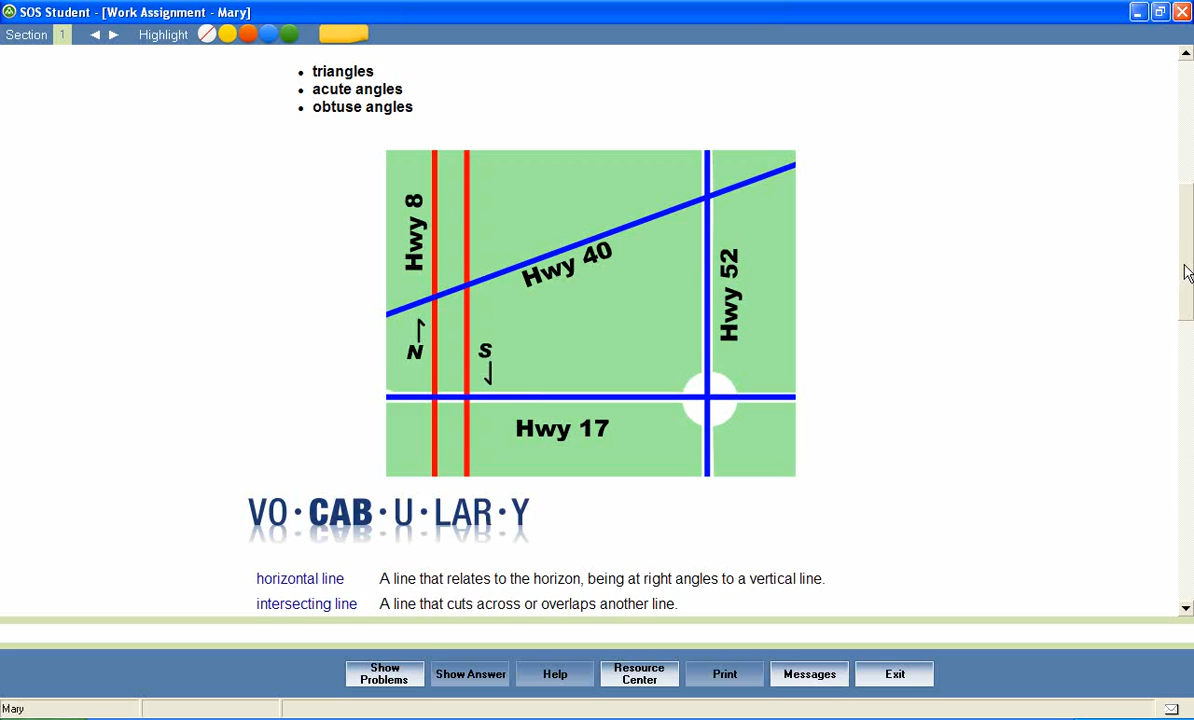 SOS Student - [Work Assignment - Mary]
Section 1 Highlight
• triangles
• acute angles
• obtuse angles
Hwy 8
Hwy 40
Hwy 52
N
S
Hwy 17
VO•CAB•U•LAR•Y
horizontal line A line that relates to the horizon, being at right angles to a vertical line.
intersecting line A line that cuts across or overlaps another line.
Show Problems Show Answer Help Resource Center Print Messages Exit
Mary